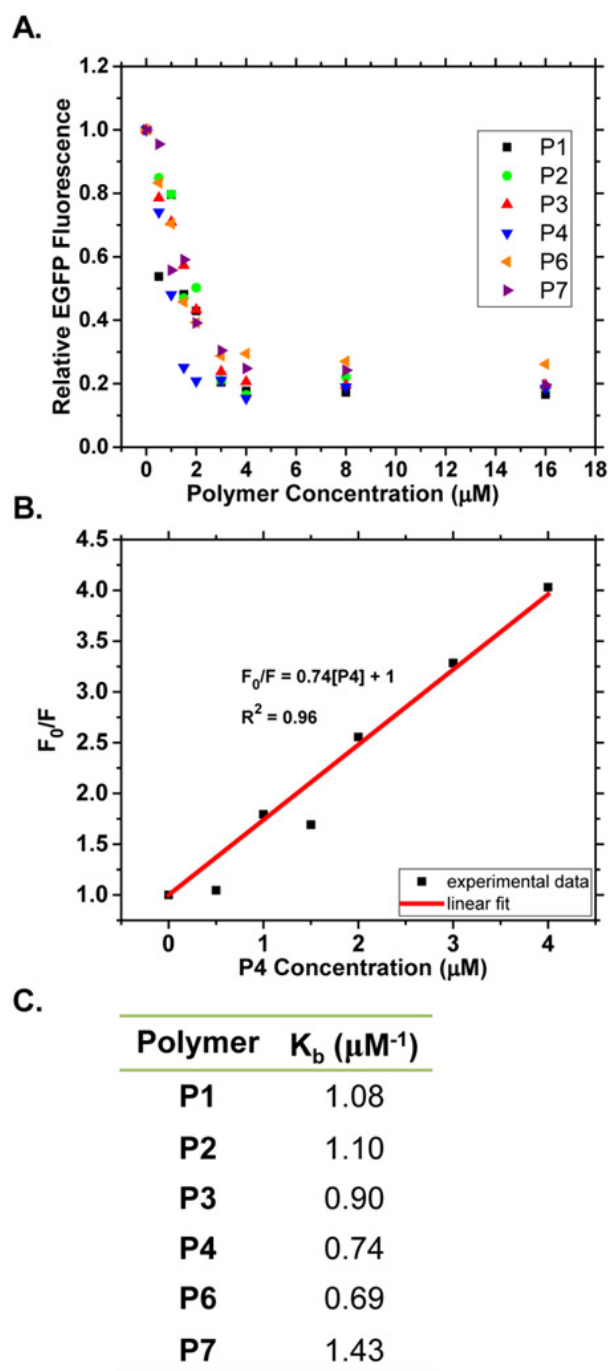 A.
1.2
1.0
0.8
0.6
0.4
0.2
0.0
Relative EGFP Fluorescence
P1
P2
P3
P4
P6
P7
0 2 4 6 8 10 12 14 16 18
Polymer Concentration (μM)
B.
4.5
4.0
3.5
3.0
2.5
2.0
1.5
1.0
F0/F
F0/F = 0.74[P4] + 1
R2 = 0.96
experimental data
linear fit
0 1 2 3 4
P4 Concentration (μM)
C.
Polymer Kb (μM-1)
P1 1.08
P2 1.10
P3 0.90
P4 0.74
P6 0.69
P7 1.43